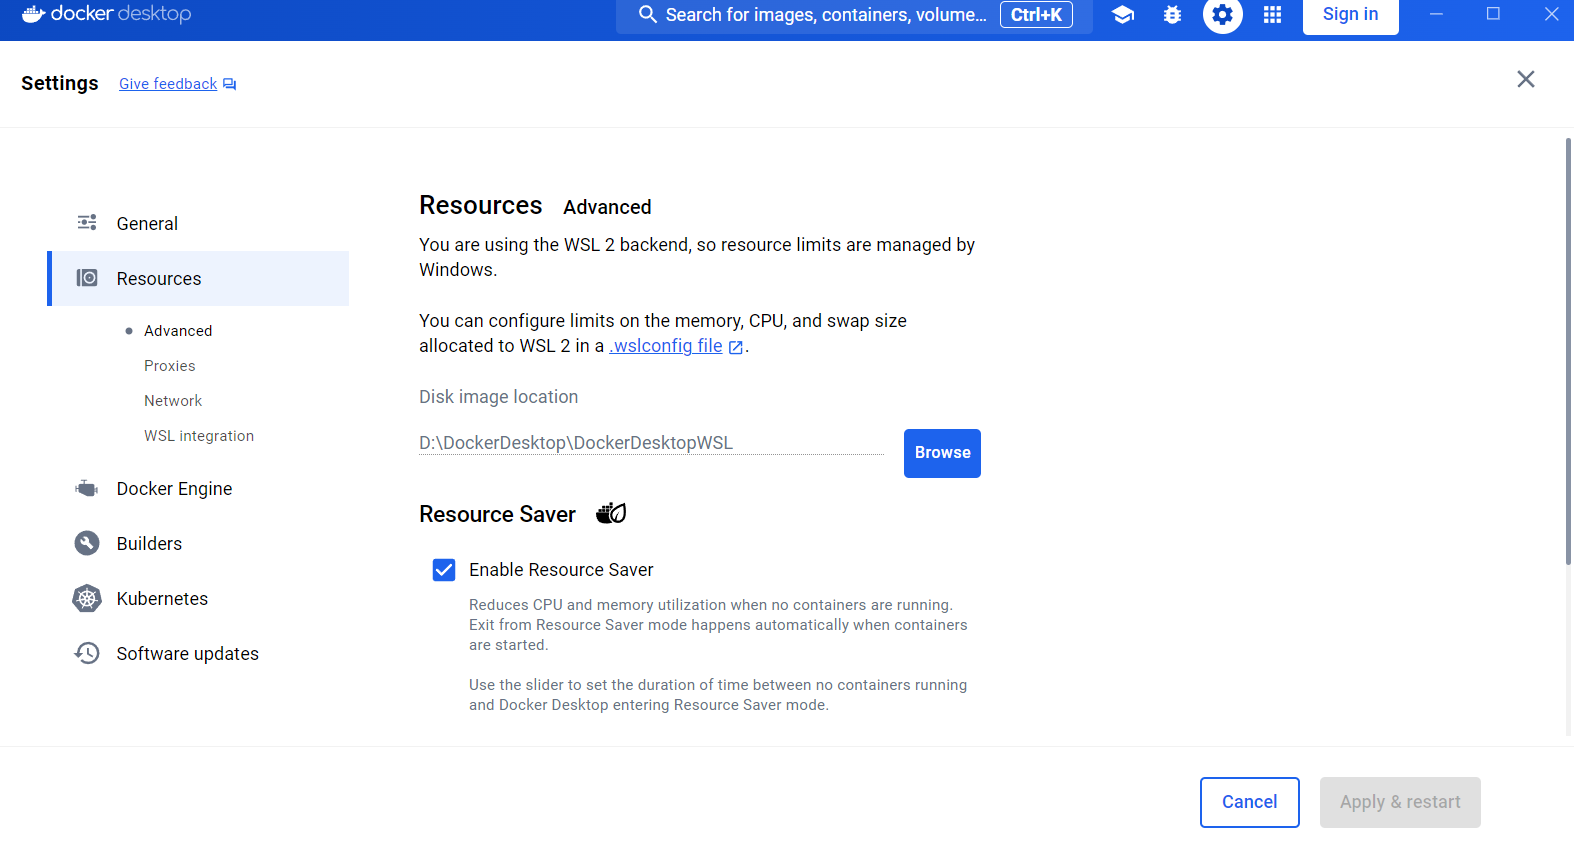 docker desktop
Search for images, containers, volume...
Ctrl+K
Sign in
Settings
Give feedback
General
Resources
Advanced
Proxies
Network
WSL integration
Docker Engine
Builders
Kubernetes
Software updates
Resources Advanced
You are using the WSL 2 backend, so resource limits are managed by
Windows.
You can configure limits on the memory, CPU, and swap size
allocated to WSL 2 in a .wslconfig file .
Disk image location
D:\DockerDesktop\DockerDesktopWSL
Browse
Resource Saver
Enable Resource Saver
Reduces CPU and memory utilization when no containers are running.
Exit from Resource Saver mode happens automatically when containers
are started.
Use the slider to set the duration of time between no containers running
and Docker Desktop entering Resource Saver mode.
Cancel
Apply & restart